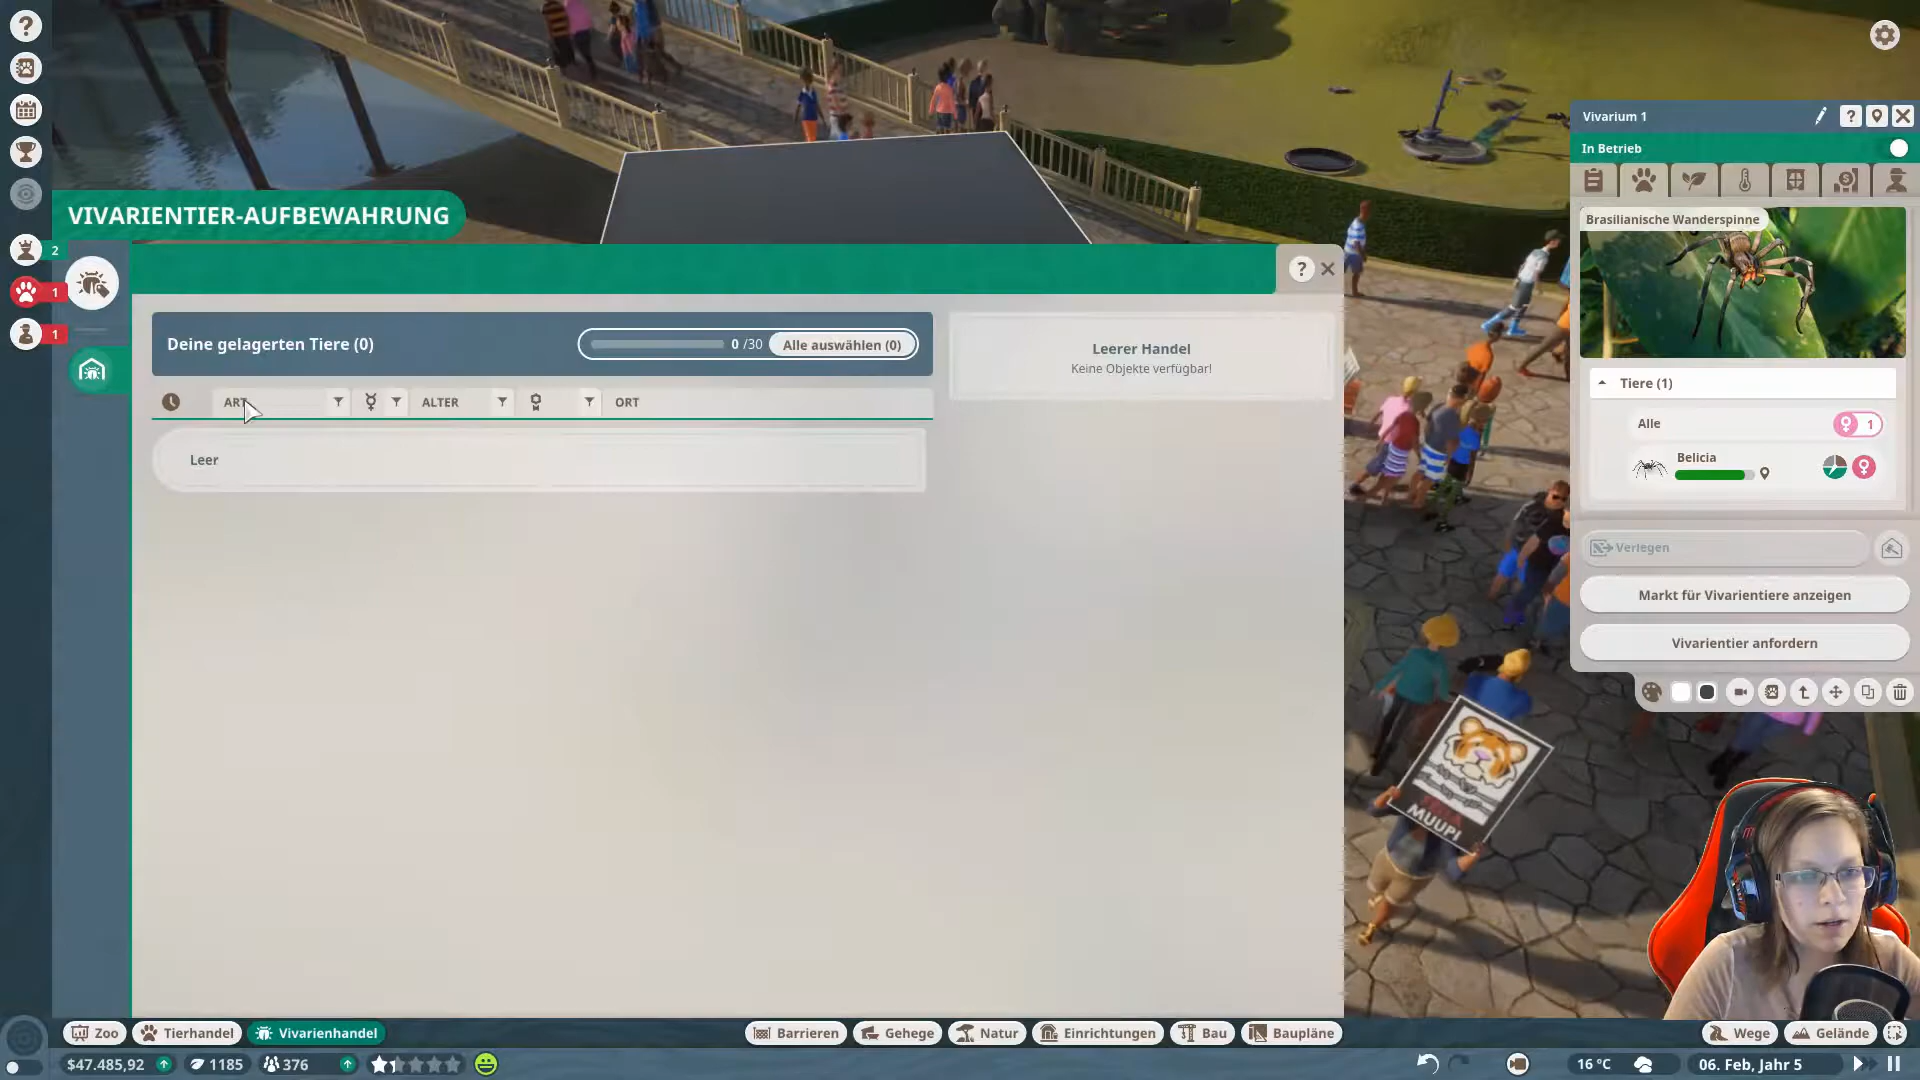 Vivarium 1
In Betrieb
VIVARIENTIER-AUFBEWAHRUNG
Brasilianische Wanderspinne
2
1
1
Deine gelagerten Tiere (0)
0 /30
Alle auswählen (0)
Leerer Handel
Keine Objekte verfügbar!
ART
ALTER
ORT
Leer
Tiere (1)
Alle
1
Belicia
Verlegen
Markt für Vivarientiere anzeigen
Vivarientier anfordern
MUUPI
Zoo
Tierhandel
Vivarienhandel
Barrieren
Gehege
Natur
Einrichtungen
Bau
Baupläne
Wege
Gelände
$47.485,92
1185
376
16 °C
06. Feb, Jahr 5